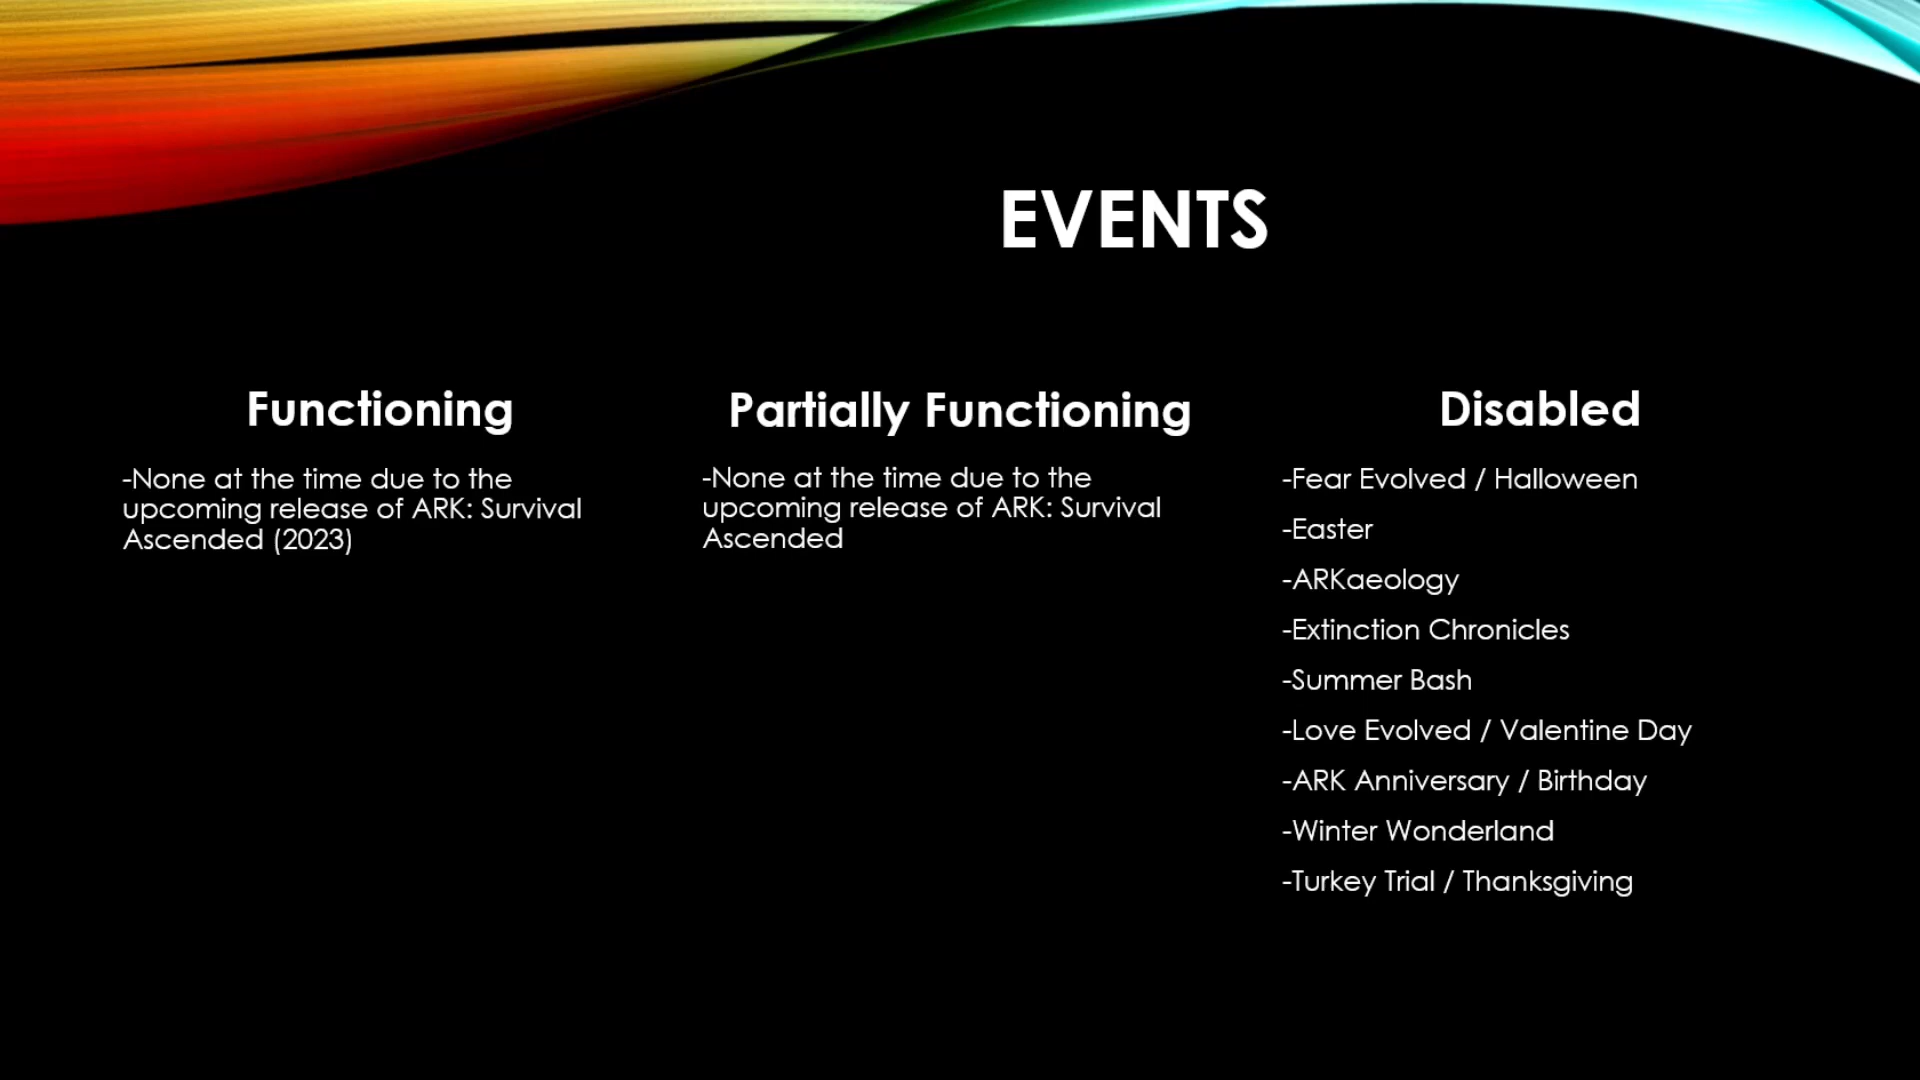 EVENTS
Functioning
-None at the time due to the
upcoming release of ARK: Survival
Ascended (2023)
Partially Functioning
-None at the time due to the
upcoming release of ARK: Survival
Ascended
Disabled
-Fear Evolved / Halloween
-Easter
-ARKaeology
-Extinction Chronicles
-Summer Bash
-Love Evolved / Valentine Day
-ARK Anniversary / Birthday
-Winter Wonderland
-Turkey Trial / Thanksgiving